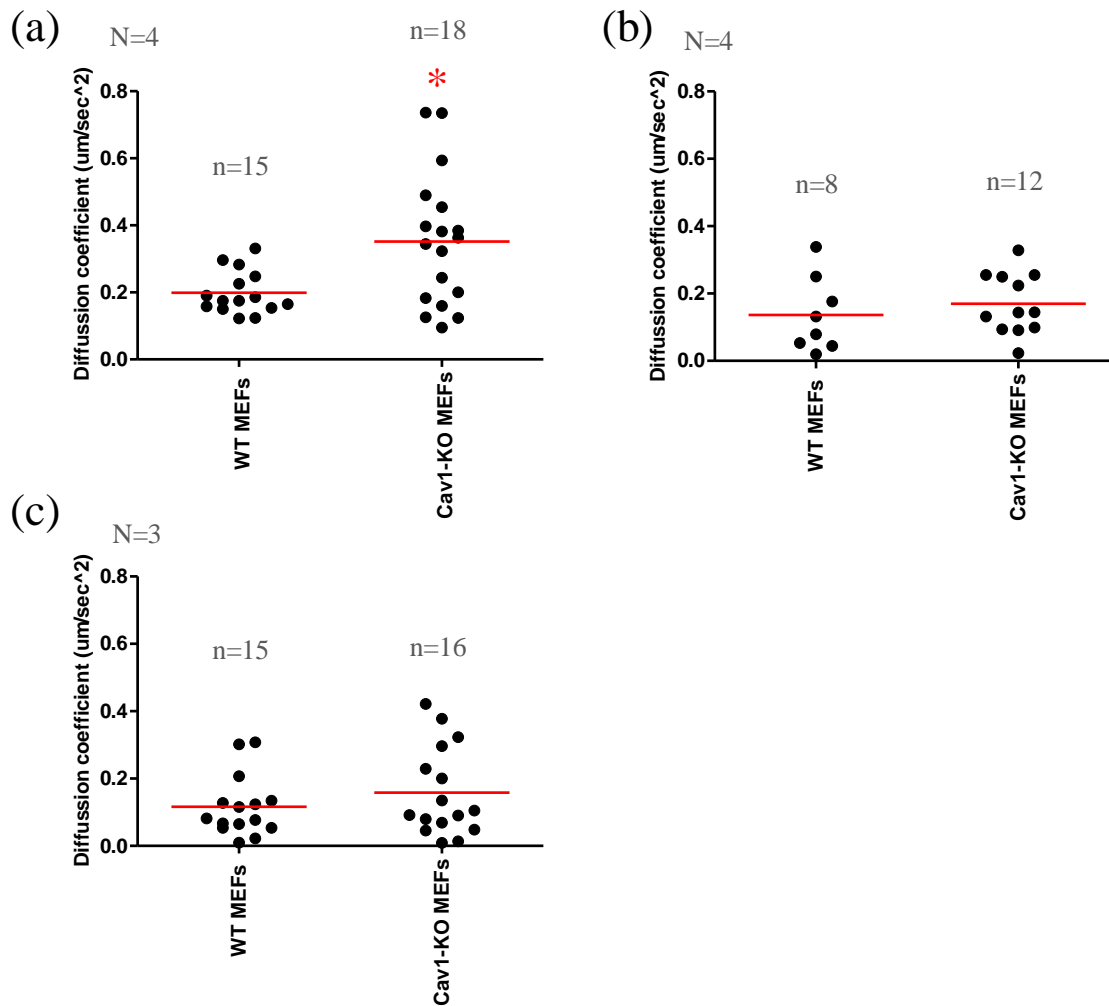 (a)
N=4
n=18
*
n=15
Diffussion coefficient (um/sec^2)
0.8
0.6
0.4
0.2
0.0
WT MEFs
Cav1-KO MEFs
(b)
N=4
n=8
n=12
Diffussion coefficient (um/sec^2)
0.8
0.6
0.4
0.2
0.0
WT MEFs
Cav1-KO MEFs
(c)
N=3
n=15
n=16
Diffussion coefficient (um/sec^2)
0.8
0.6
0.4
0.2
0.0
WT MEFs
Cav1-KO MEFs